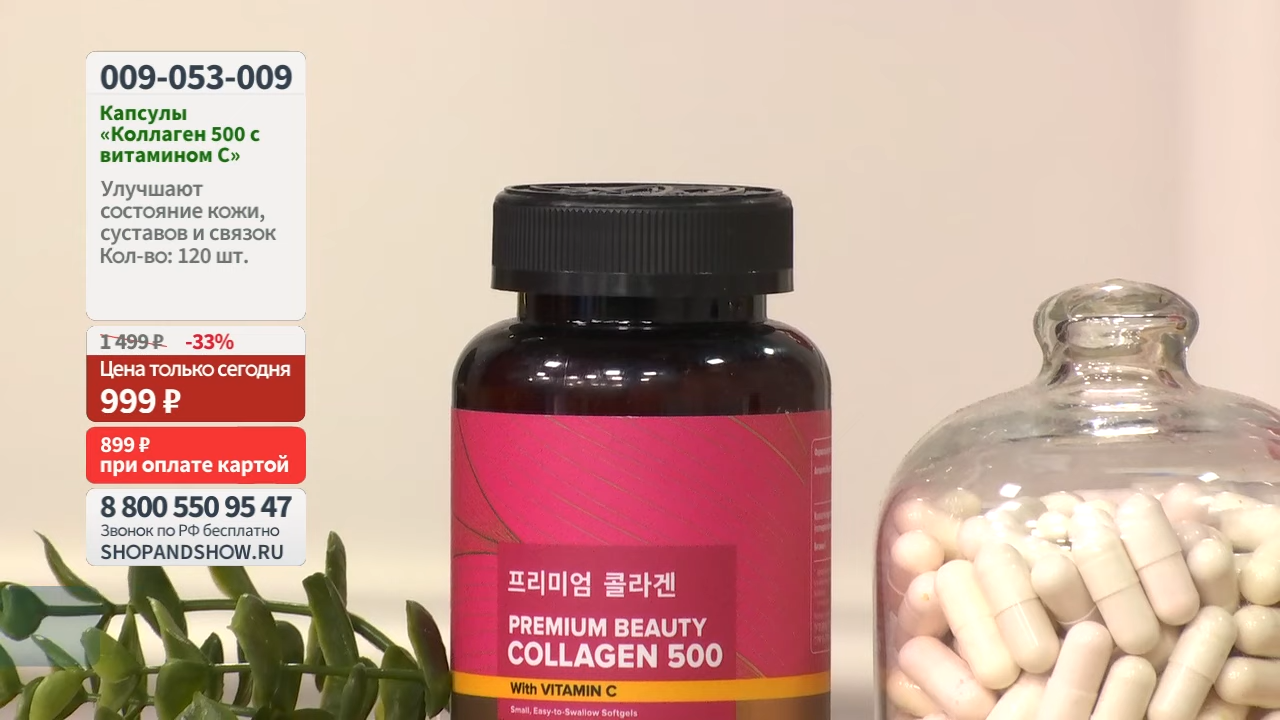 009-053-009
Капсулы
«Коллаген 500 с
витамином С»
Улучшают
состояние кожи,
суставов и связок
Кол-во: 120 шт.
1 499 ₽ -33%
Цена только сегодня
999 ₽
899 ₽
при оплате картой
8 800 550 95 47
Звонок по РФ бесплатно
SHOPANDSHOW.RU
프리미엄 콜라겐
PREMIUM BEAUTY
COLLAGEN 500
With VITAMIN C
Small, Easy-to-Swallow Softgels